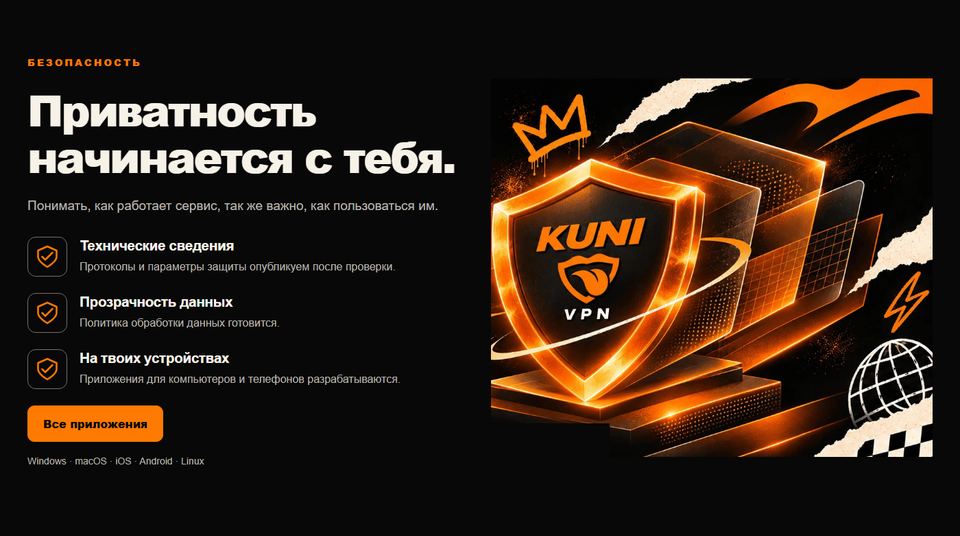 БЕЗОПАСНОСТЬ
Приватность
начинается с тебя.
Понимать, как работает сервис, так же важно, как пользоваться им.
Технические сведения
Протоколы и параметры защиты опубликуем после проверки.
Прозрачность данных
Политика обработки данных готовится.
На твоих устройствах
Приложения для компьютеров и телефонов разрабатываются.
Все приложения
Windows · macOS · iOS · Android · Linux
KUNI
VPN